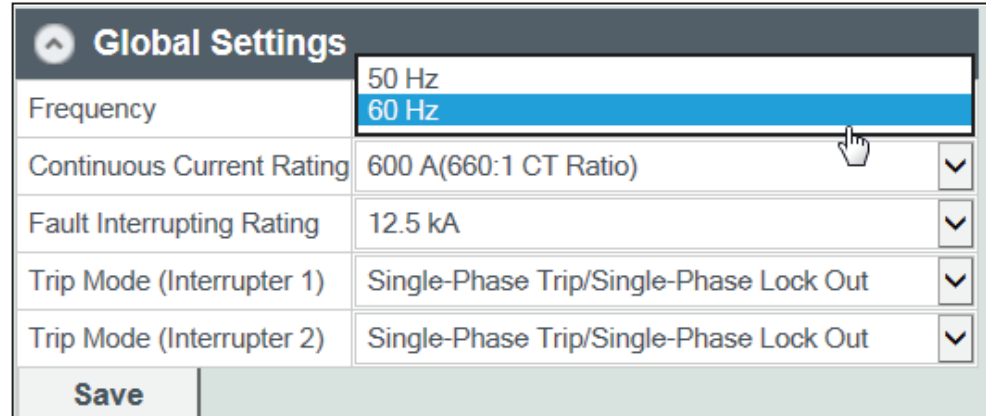 Global Settings
50 Hz
Frequency
60 Hz
Continuous Current Rating 600 A(660:1 CT Ratio)
Fault Interrupting Rating 12.5 kA
Trip Mode (Interrupter 1) Single-Phase Trip/Single-Phase Lock Out
Trip Mode (Interrupter 2) Single-Phase Trip/Single-Phase Lock Out
Save